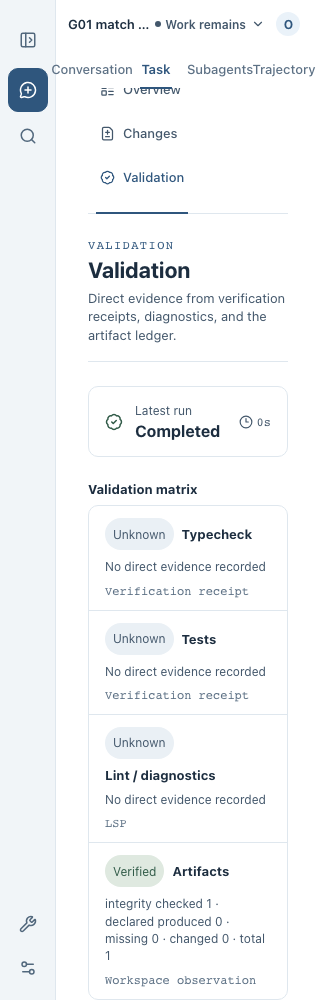 G01 match ... • Work remains O
Conversation Task Subagents Trajectory
Overview
Changes
Validation
VALIDATION
Validation
Direct evidence from verification
receipts, diagnostics, and the
artifact ledger.
Latest run
Completed
0s
Validation matrix
Unknown Typecheck
No direct evidence recorded
Verification receipt
Unknown Tests
No direct evidence recorded
Verification receipt
Unknown
Lint / diagnostics
No direct evidence recorded
LSP
Verified Artifacts
integrity checked 1 ·
declared produced 0 ·
missing 0 · changed 0 · total
1
Workspace observation